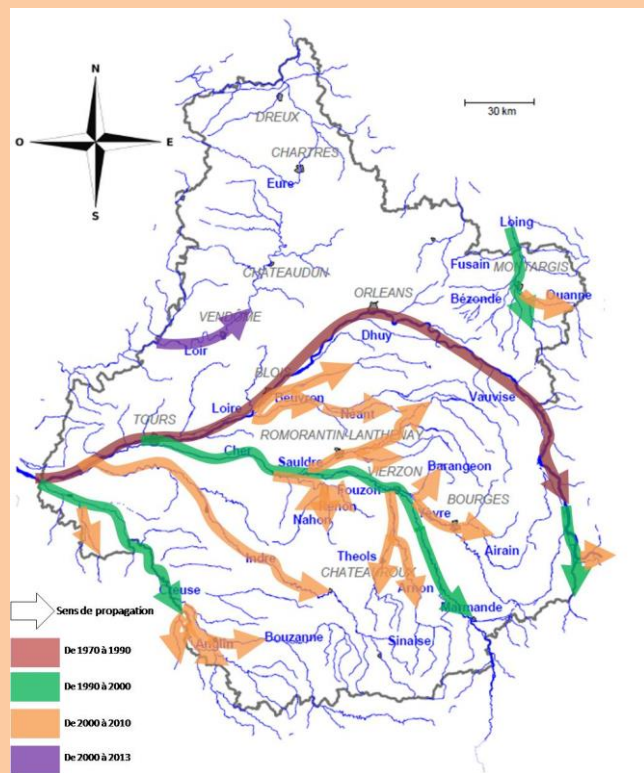 N
O
E
S
30 km
DREUX
CHARTRES
Eure
Loing
CHATEAUDUN
Fusain
MONTARGIS
Bézonde
Ouanne
VENDOME
ORLEANS
Loir
Dhuy
BLOIS
Beuvron
Néant
Vauvise
Loire
TOURS
ROMORANTIN-LANTHENAY
Cher
Sauldre
VIERZON
Barangeon
Fouzon
BOURGES
Renon
Yèvre
Nahon
Airain
Theols
Indre
CHATEAUROUX
Arnon
Creuse
Marmande
Anglin
Bouzanne
Sinaise
Sens de propagation
De 1970 à 1990
De 1990 à 2000
De 2000 à 2010
De 2000 à 2013